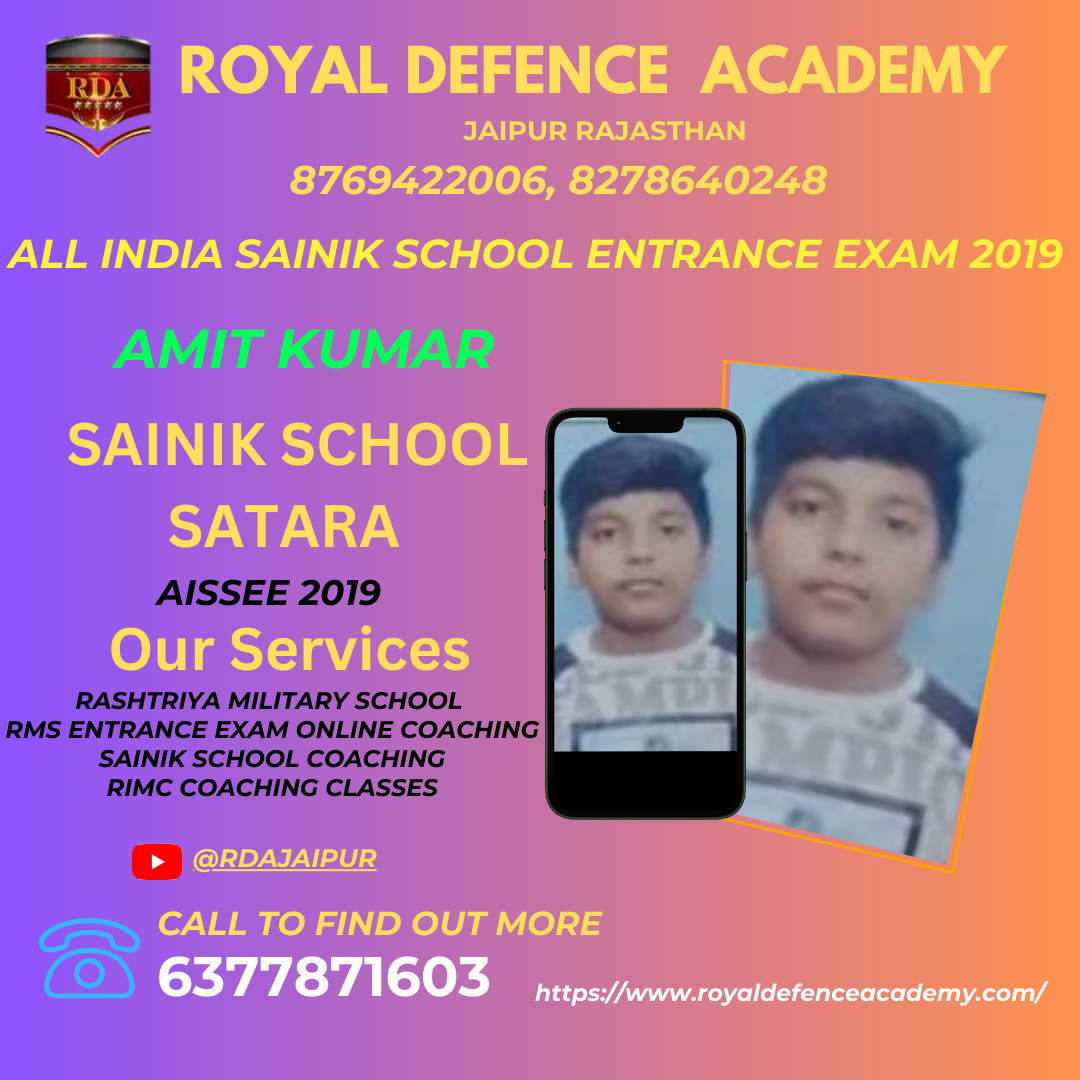 RDA
ROYAL DEFENCE ACADEMY
JAIPUR RAJASTHAN
8769422006, 8278640248
ALL INDIA SAINIK SCHOOL ENTRANCE EXAM 2019
AMIT KUMAR
SAINIK SCHOOL
SATARA
AISSEE 2019
Our Services
RASHTRIYA MILITARY SCHOOL
RMS ENTRANCE EXAM ONLINE COACHING
SAINIK SCHOOL COACHING
RIMC COACHING CLASSES
@RDAJAIPUR
CALL TO FIND OUT MORE
6377871603
https://www.royaldefenceacademy.com/